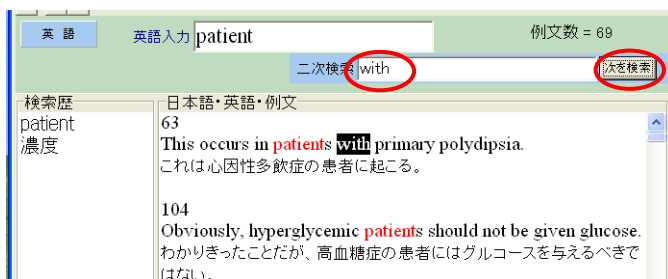 英 語
英語入力 patient
例文数 = 69
二次検索 with
次を検索
検索歴
patient
濃度
日本語・英語・例文
63
This occurs in patients with primary polydipsia.
これは心因性多飲症の患者に起こる。
104
Obviously, hyperglycemic patients should not be given glucose.
わかりきったことだが、高血糖症の患者にはグルコースを与えるべきで
はない。